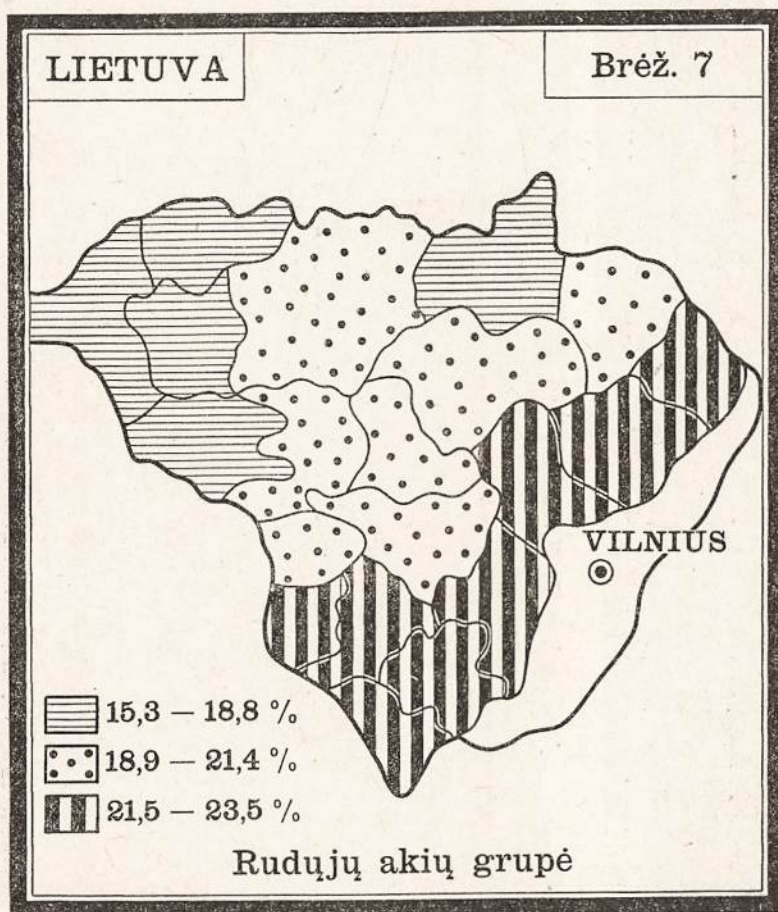 LIETUVA
Brėž. 7
VILNIUS
15,3 — 18,8 %
18,9 — 21,4 %
21,5 — 23,5 %
Rudųjų akių grupė